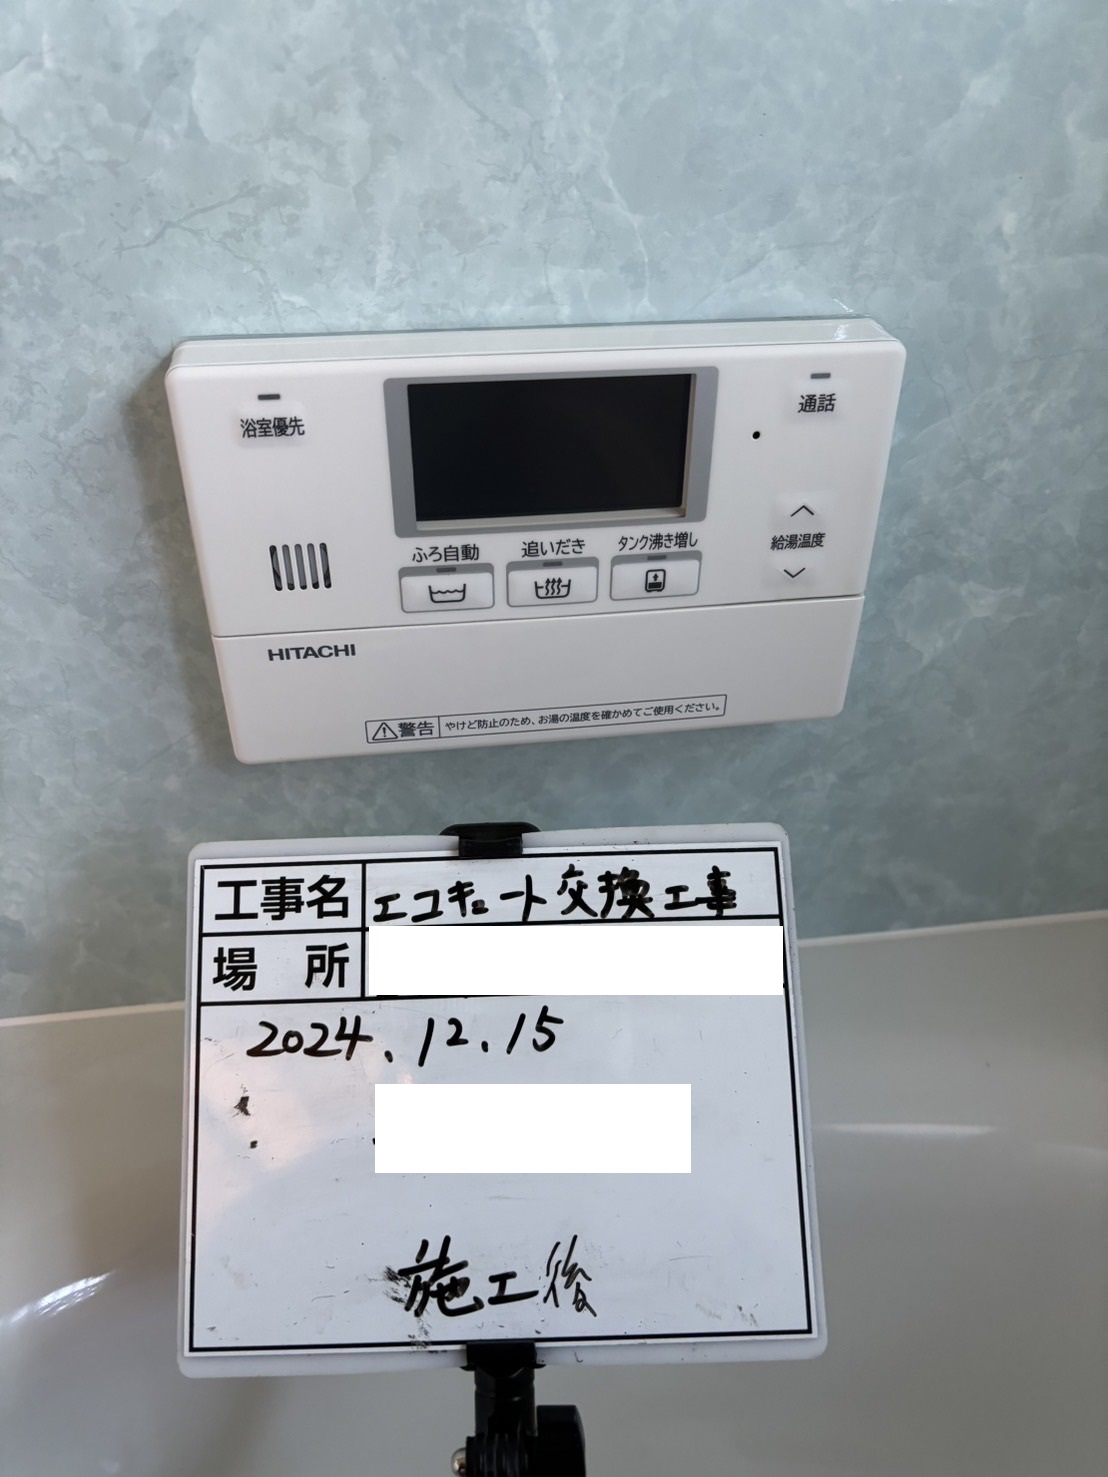 浴室優先
通話
ふろ自動
追いだき
タンク沸き増し
給湯温度
HITACHI
警告 やけど防止のため、お湯の温度を確かめてご使用ください。
工事名 エコキュート交換工事
場所
2024.12.15
施工後